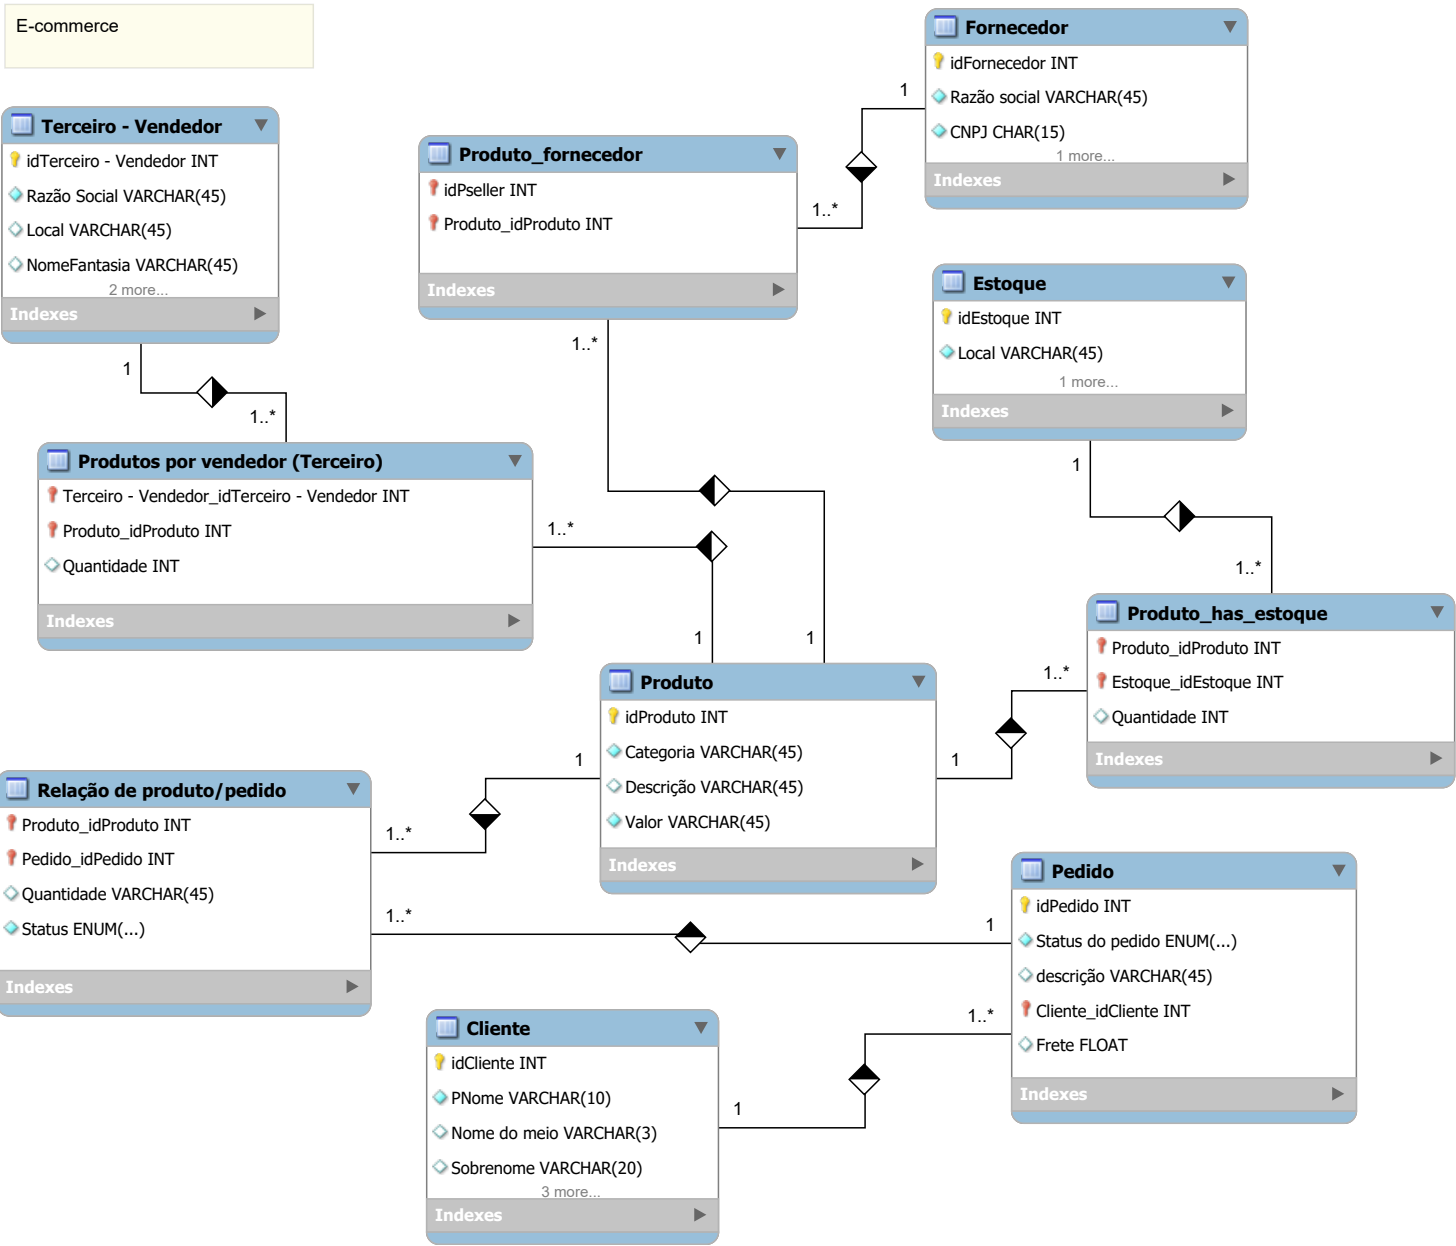 E-commerce
Fornecedor
idFornecedor INT
Razão social VARCHAR(45)
CNPJ CHAR(15)
1 more...
Indexes
1
1..*
Terceiro - Vendedor
idTerceiro - Vendedor INT
Razão Social VARCHAR(45)
Local VARCHAR(45)
NomeFantasia VARCHAR(45)
2 more...
Indexes
1
1..*
Produto_fornecedor
idPseller INT
Produto_idProduto INT
Indexes
1..*
1
Estoque
idEstoque INT
Local VARCHAR(45)
1 more...
Indexes
1
1..*
Produtos por vendedor (Terceiro)
Terceiro - Vendedor_idTerceiro - Vendedor INT
Produto_idProduto INT
Quantidade INT
Indexes
1..*
1
Produto_has_estoque
Produto_idProduto INT
Estoque_idEstoque INT
Quantidade INT
Indexes
1..*
1
Produto
idProduto INT
Categoria VARCHAR(45)
Descrição VARCHAR(45)
Valor VARCHAR(45)
Indexes
1
1..*
Relação de produto/pedido
Produto_idProduto INT
Pedido_idPedido INT
Quantidade VARCHAR(45)
Status ENUM(...)
Indexes
1..*
1
Pedido
idPedido INT
Status do pedido ENUM(...)
descrição VARCHAR(45)
Cliente_idCliente INT
Frete FLOAT
Indexes
1..*
1
Cliente
idCliente INT
PNome VARCHAR(10)
Nome do meio VARCHAR(3)
Sobrenome VARCHAR(20)
3 more...
Indexes